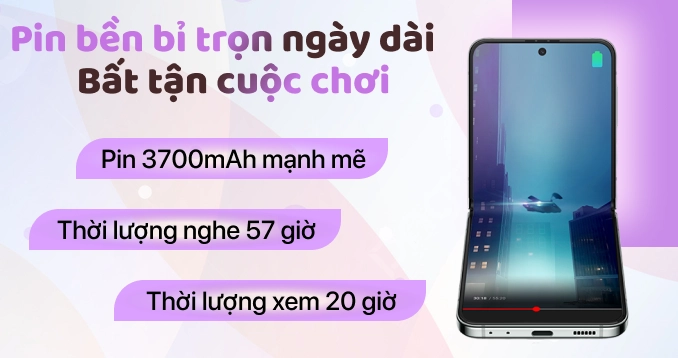 Pin bền bỉ trọn ngày dài
Bất tận cuộc chơi
Pin 3700mAh mạnh mẽ
Thời lượng nghe 57 giờ
Thời lượng xem 20 giờ